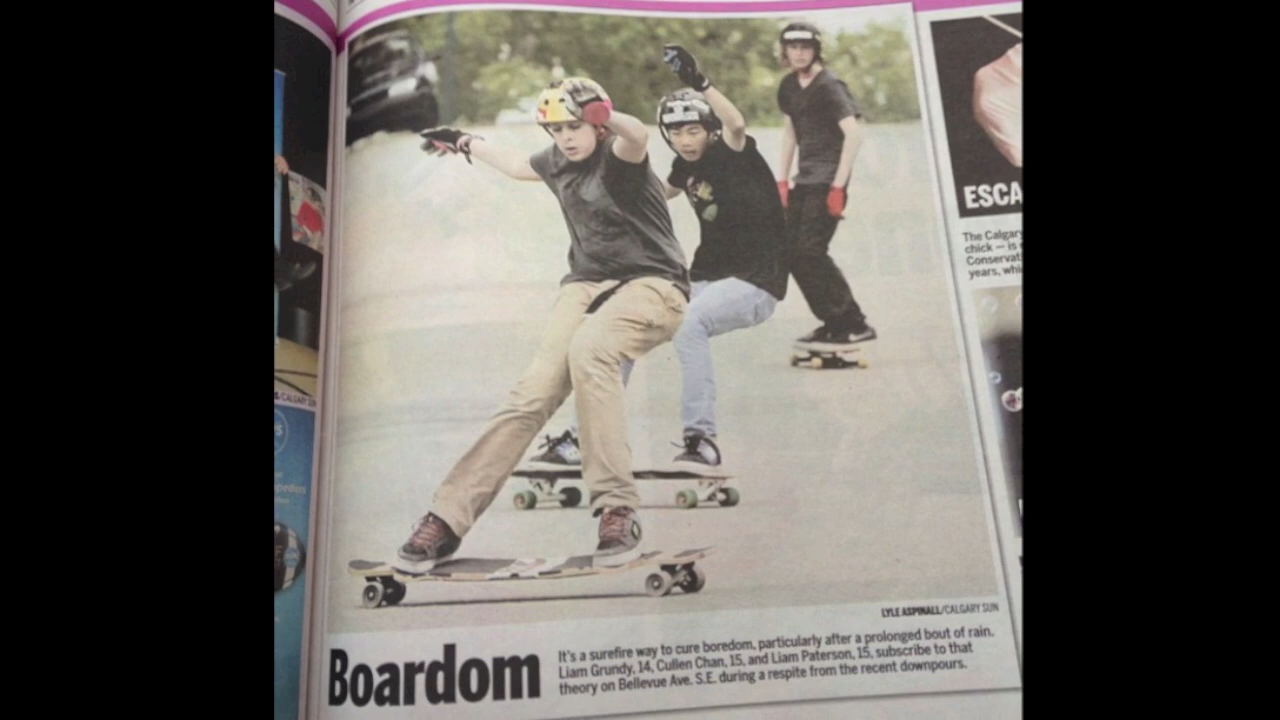 LYLE ASPINALL/CALGARY SUN
Boardom
It's a surefire way to cure boredom, particularly after a prolonged bout of rain.
Liam Grundy, 14, Cullen Chan, 15, and Liam Paterson, 15, subscribe to that
theory on Bellevue Ave. S.E. during a respite from the recent downpours.
ESCA
The Calgary
chick — is
Conservat
years, whi
/CALGARY SUN